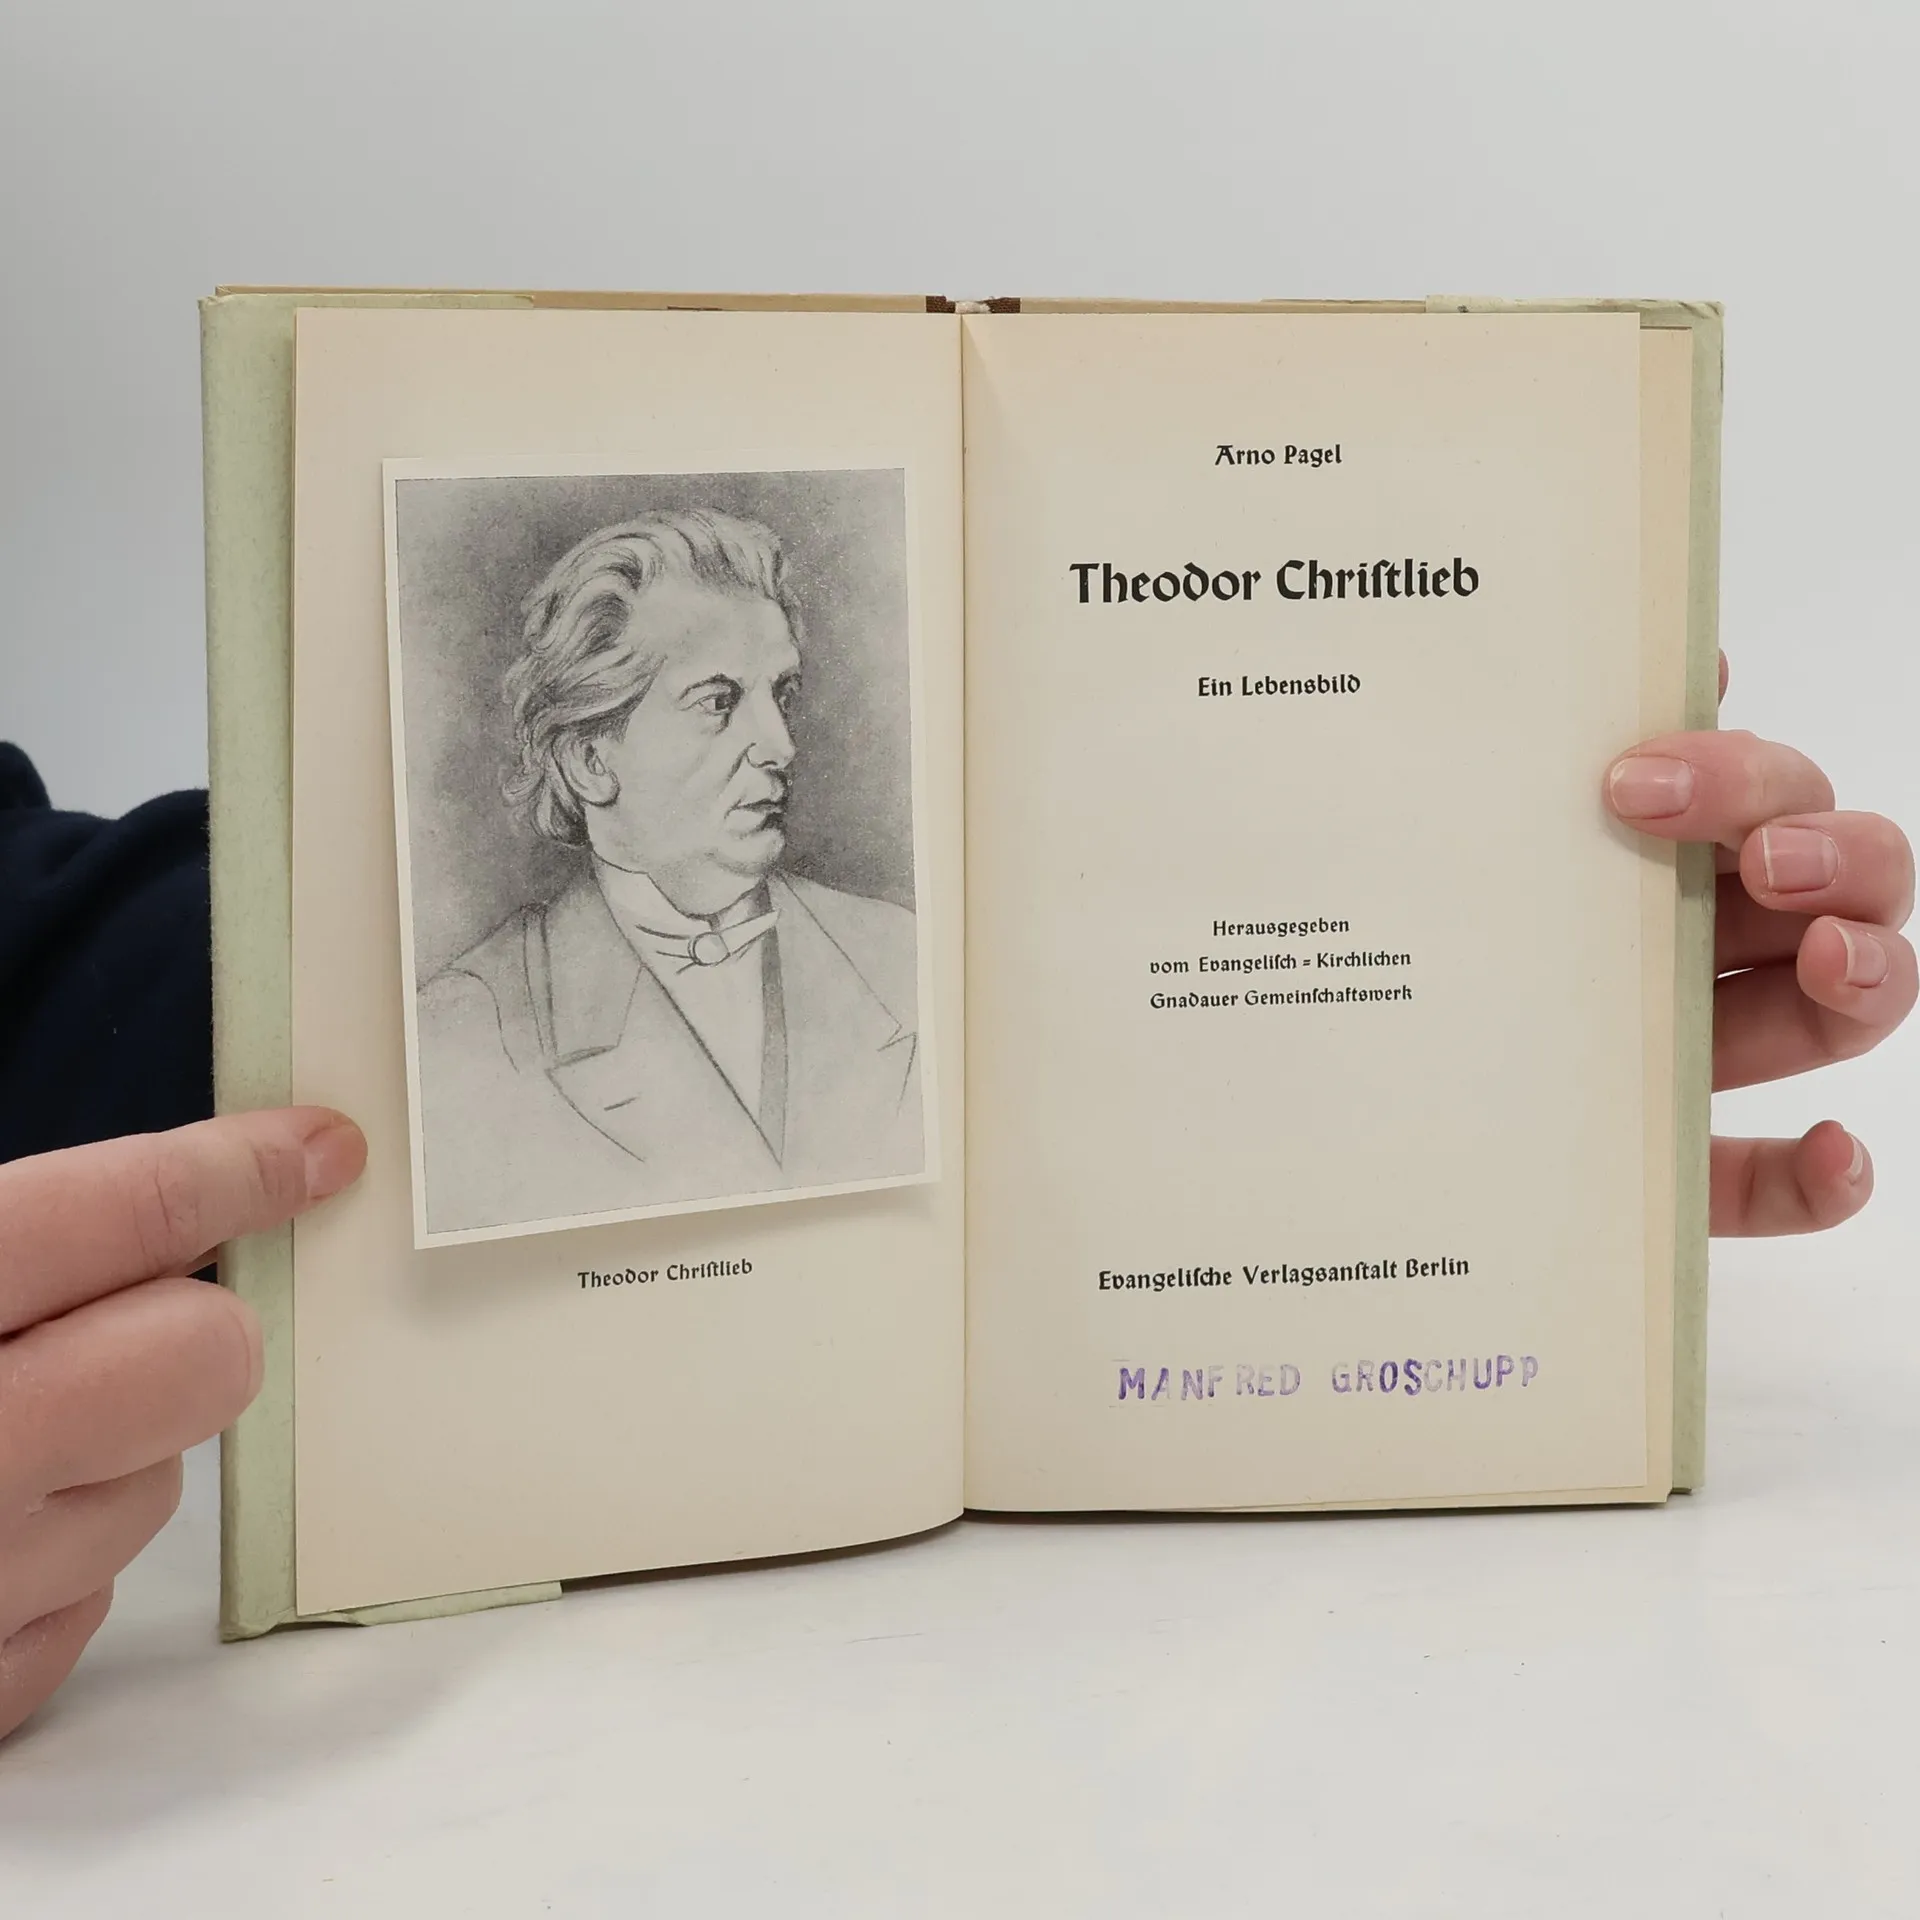 Theodor Chriſtlieb
Arno Pagel
Theodor Chriſtlieb
Ein Lebensbild
Herausgegeben
vom Evangeliſch = Kirchlichen
Gnadauer Gemeinſchaftswerk
Evangeliſche Verlagsanſtalt Berlin
MANFRED GROSCHUPP